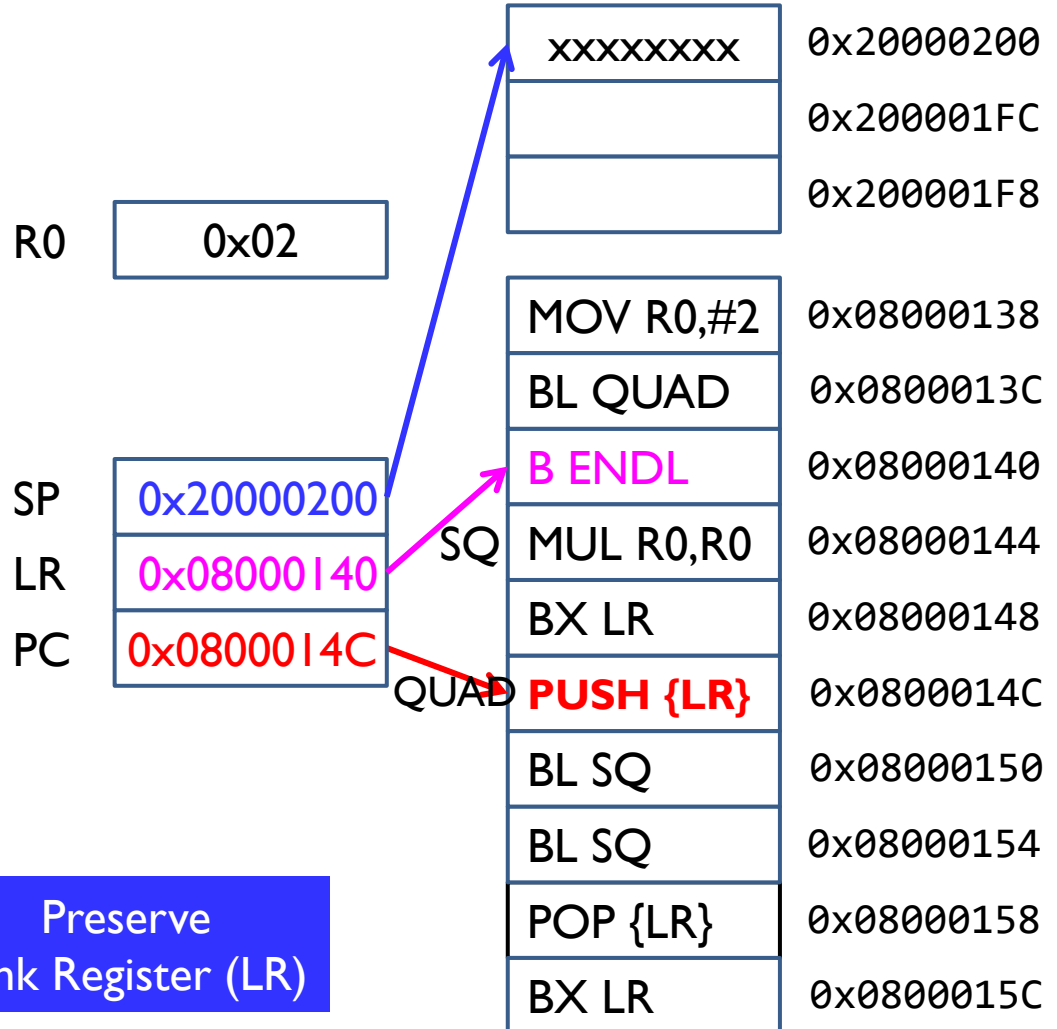 xxxxxxxx 0x20000200
0x200001FC
0x200001F8
R0 0x02
MOV R0,#2 0x08000138
BL QUAD 0x0800013C
B ENDL 0x08000140
SP 0x20000200
SQ MUL R0,R0 0x08000144
LR 0x08000140
BX LR 0x08000148
PC 0x0800014C
QUAD PUSH {LR} 0x0800014C
BL SQ 0x08000150
BL SQ 0x08000154
Preserve
nk Register (LR)
POP {LR} 0x08000158
BX LR 0x0800015C